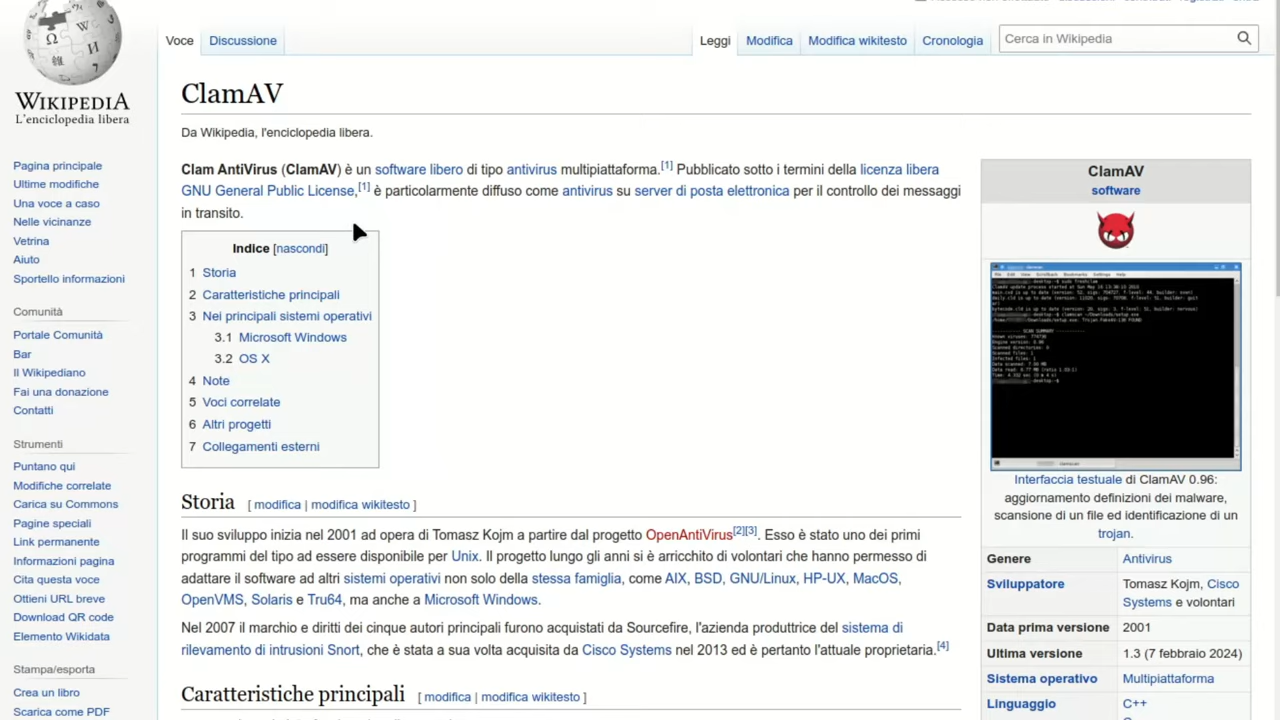 Voce
Discussione
Leggi
Modifica
Modifica wikitesto
Cronologia
Cerca in Wikipedia
WIKIPEDIA
L'enciclopedia libera
Pagina principale
Ultime modifiche
Una voce a caso
Nelle vicinanze
Vetrina
Aiuto
Sportello informazioni
Comunità
Portale Comunità
Bar
Il Wikipediano
Fai una donazione
Contatti
Strumenti
Puntano qui
Modifiche correlate
Carica su Commons
Pagine speciali
Link permanente
Informazioni pagina
Cita questa voce
Ottieni URL breve
Download QR code
Elemento Wikidata
Stampa/esporta
Crea un libro
Scarica come PDF
ClamAV
Da Wikipedia, l'enciclopedia libera.
Clam AntiVirus (ClamAV) è un software libero di tipo antivirus multipiattaforma.[1] Pubblicato sotto i termini della licenza libera
GNU General Public License,[1] è particolarmente diffuso come antivirus su server di posta elettronica per il controllo dei messaggi
in transito.
Indice [nascondi]
1 Storia
2 Caratteristiche principali
3 Nei principali sistemi operativi
3.1 Microsoft Windows
3.2 OS X
4 Note
5 Voci correlate
6 Altri progetti
7 Collegamenti esterni
Storia [ modifica | modifica wikitesto ]
Il suo sviluppo inizia nel 2001 ad opera di Tomasz Kojm a partire dal progetto OpenAntiVirus[2][3]. Esso è stato uno dei primi
programmi del tipo ad essere disponibile per Unix. Il progetto lungo gli anni si è arricchito di volontari che hanno permesso di
adattare il software ad altri sistemi operativi non solo della stessa famiglia, come AIX, BSD, GNU/Linux, HP-UX, MacOS,
OpenVMS, Solaris e Tru64, ma anche a Microsoft Windows.
Nel 2007 il marchio e diritti dei cinque autori principali furono acquistati da Sourcefire, l'azienda produttrice del sistema di
rilevamento di intrusioni Snort, che è stata a sua volta acquisita da Cisco Systems nel 2013 ed è pertanto l'attuale proprietaria.[4]
Caratteristiche principali [ modifica | modifica wikitesto ]
ClamAV
software
Interfaccia testuale di ClamAV 0.96:
aggiornamento definizioni dei malware,
scansione di un file ed identificazione di un
trojan.
Genere Antivirus
Sviluppatore Tomasz Kojm, Cisco
Systems e volontari
Data prima versione 2001
Ultima versione 1.3 (7 febbraio 2024)
Sistema operativo Multipiattaforma
Linguaggio C++